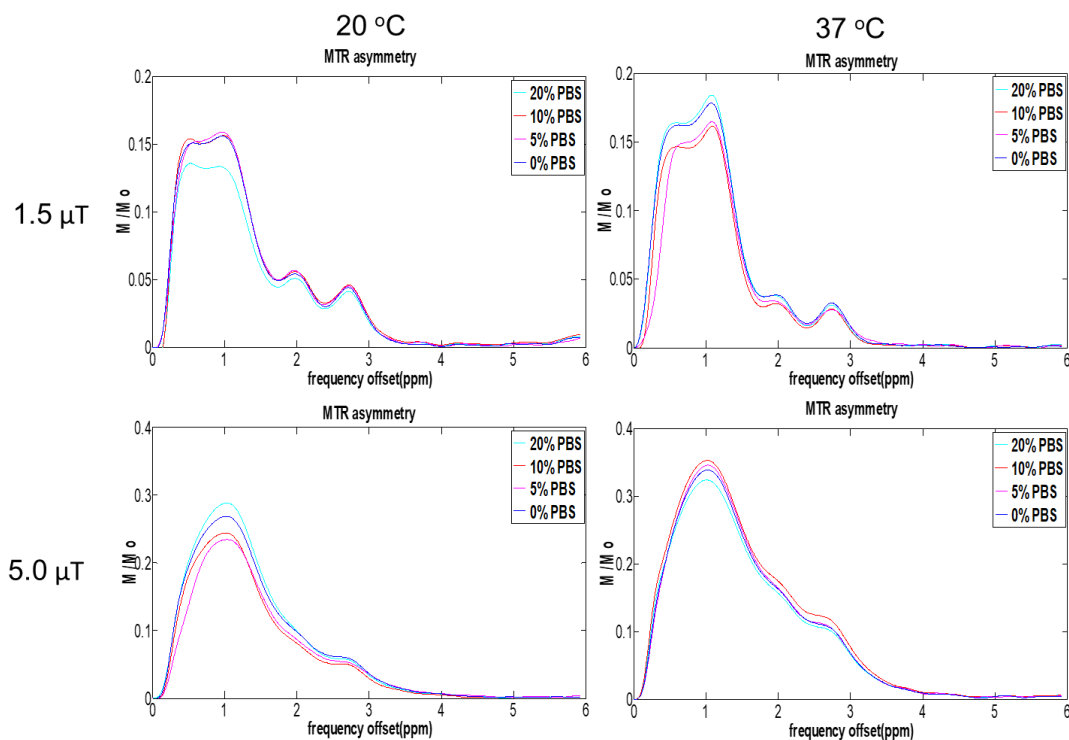 20 °C
37 °C
1.5 µT
MTR asymmetry
M /M o
0.2
0.15
0.1
0.05
0
0 1 2 3 4 5 6
frequency offset(ppm)
20% PBS
10% PBS
5% PBS
0% PBS
MTR asymmetry
M /M o
0.2
0.15
0.1
0.05
0
0 1 2 3 4 5 6
frequency offset(ppm)
20% PBS
10% PBS
5% PBS
0% PBS
5.0 µT
MTR asymmetry
M /M o
0.4
0.3
0.2
0.1
0
0 1 2 3 4 5 6
frequency offset(ppm)
20% PBS
10% PBS
5% PBS
0% PBS
MTR asymmetry
M /M o
0.4
0.3
0.2
0.1
0
0 1 2 3 4 5 6
frequency offset(ppm)
20% PBS
10% PBS
5% PBS
0% PBS